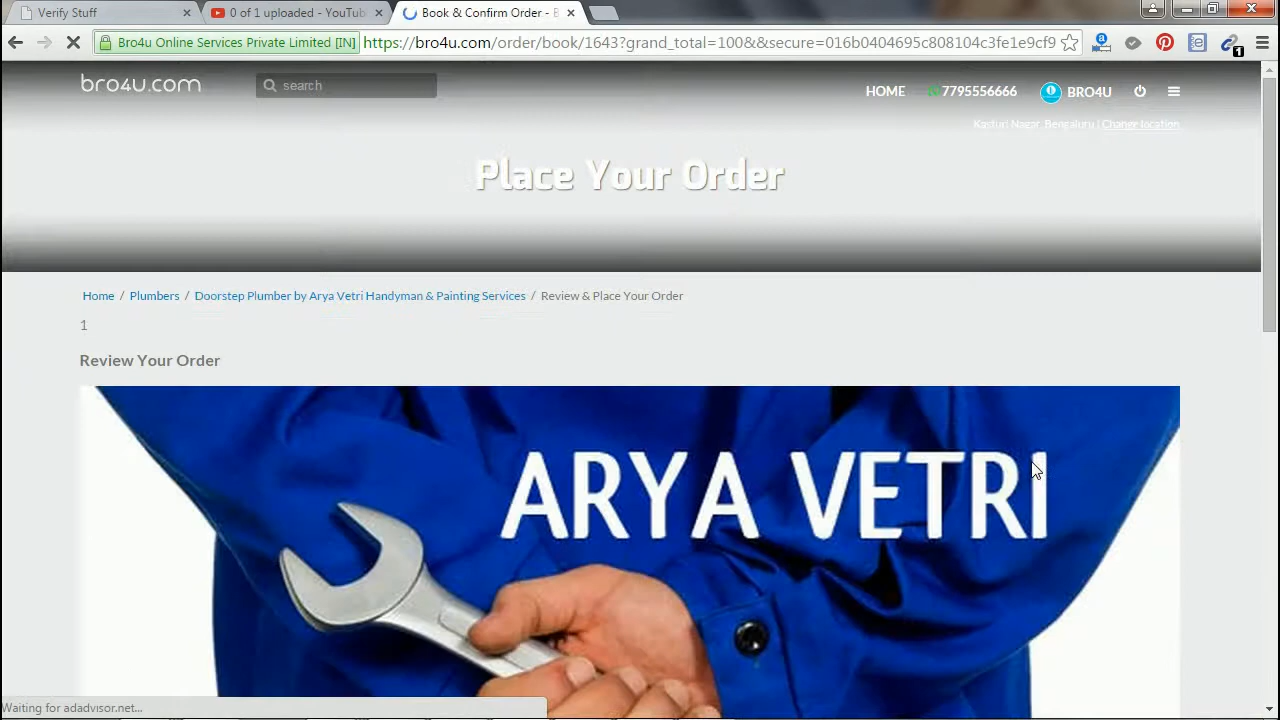 Verify Stuff
0 of 1 uploaded - YouTub
Book & Confirm Order - B
Bro4u Online Services Private Limited [IN]
https://bro4u.com/order/book/1643?grand_total=100&&secure=016b0404695c808104c3fe1e9cf9
1
bro4u.com
search
HOME
7795556666
BRO4U
Kasturi Nagar, Bengaluru | Change location
Place Your Order
Home / Plumbers / Doorstep Plumber by Arya Vetri Handyman & Painting Services / Review & Place Your Order
1
Review Your Order
ARYA VETRI
Waiting for adadvisor.net...